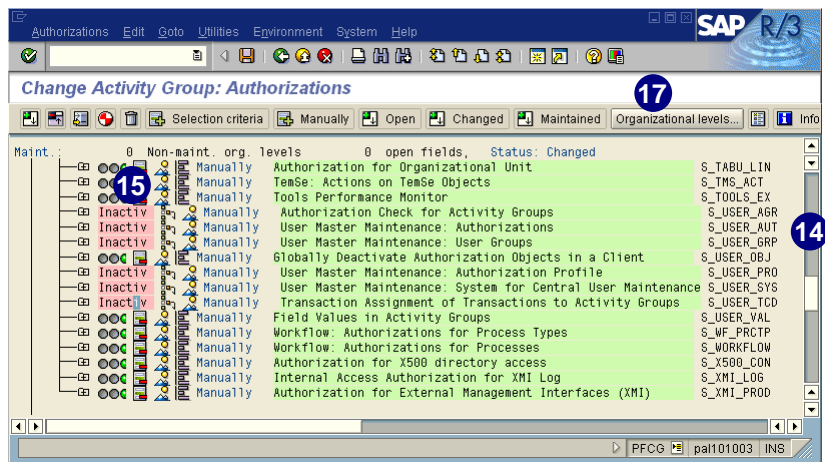 Authorizations Edit Goto Utilities Environment System Help
SAP R/3
Change Activity Group: Authorizations
17
Selection criteria Manually Open Changed Maintained Organizational levels... Info
Maint.: 0 Non-maint. org. levels 0 open fields, Status: Changed
Manually Authorization for Organizational Unit S_TABU_LIN
15 Manually TemSe: Actions on TemSe Objects S_TMS_ACT
Manually Tools Performance Monitor S_TOOLS_EX
Inactiv Manually Authorization Check for Activity Groups S_USER_AGR
Inactiv Manually User Master Maintenance: Authorizations S_USER_AUT
14
Inactiv Manually User Master Maintenance: User Groups S_USER_GRP
Manually Globally Deactivate Authorization Objects in a Client S_USER_OBJ
Inactiv Manually User Master Maintenance: Authorization Profile S_USER_PRO
Inactiv Manually User Master Maintenance: System for Central User Maintenance S_USER_SYS
Inactiv Manually Transaction Assignment of Transactions to Activity Groups S_USER_TCD
Manually Field Values in Activity Groups S_USER_VAL
Manually Workflow: Authorizations for Process Types S_WF_PRCTP
Manually Workflow: Authorizations for Processes S_WORKFLOW
Manually Authorization for X500 directory access S_X500_CON
Manually Internal Access Authorization for XMI Log S_XMI_LOG
Manually Authorization for External Management Interfaces (XMI) S_XMI_PROD
PFCG pal101003 INS